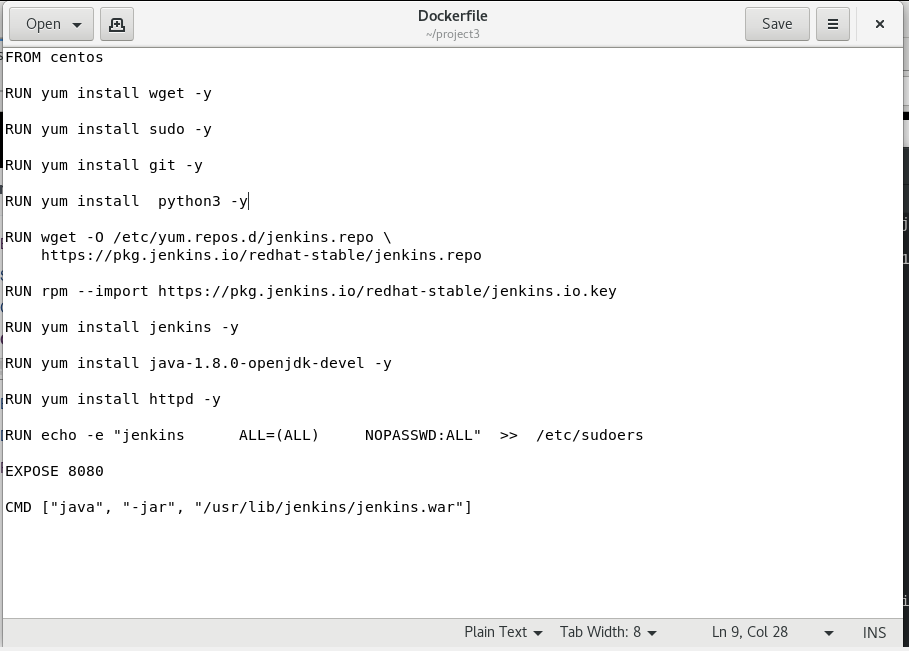 Open
Dockerfile
~/project3
Save
FROM centos
RUN yum install wget -y
RUN yum install sudo -y
RUN yum install git -y
RUN yum install  python3 -y
RUN wget -O /etc/yum.repos.d/jenkins.repo \
    https://pkg.jenkins.io/redhat-stable/jenkins.repo
RUN rpm --import https://pkg.jenkins.io/redhat-stable/jenkins.io.key
RUN yum install jenkins -y
RUN yum install java-1.8.0-openjdk-devel -y
RUN yum install httpd -y
RUN echo -e "jenkins      ALL=(ALL)     NOPASSWD:ALL"  >>  /etc/sudoers
EXPOSE 8080
CMD ["java", "-jar", "/usr/lib/jenkins/jenkins.war"]
Plain Text Tab Width: 8 Ln 9, Col 28 INS